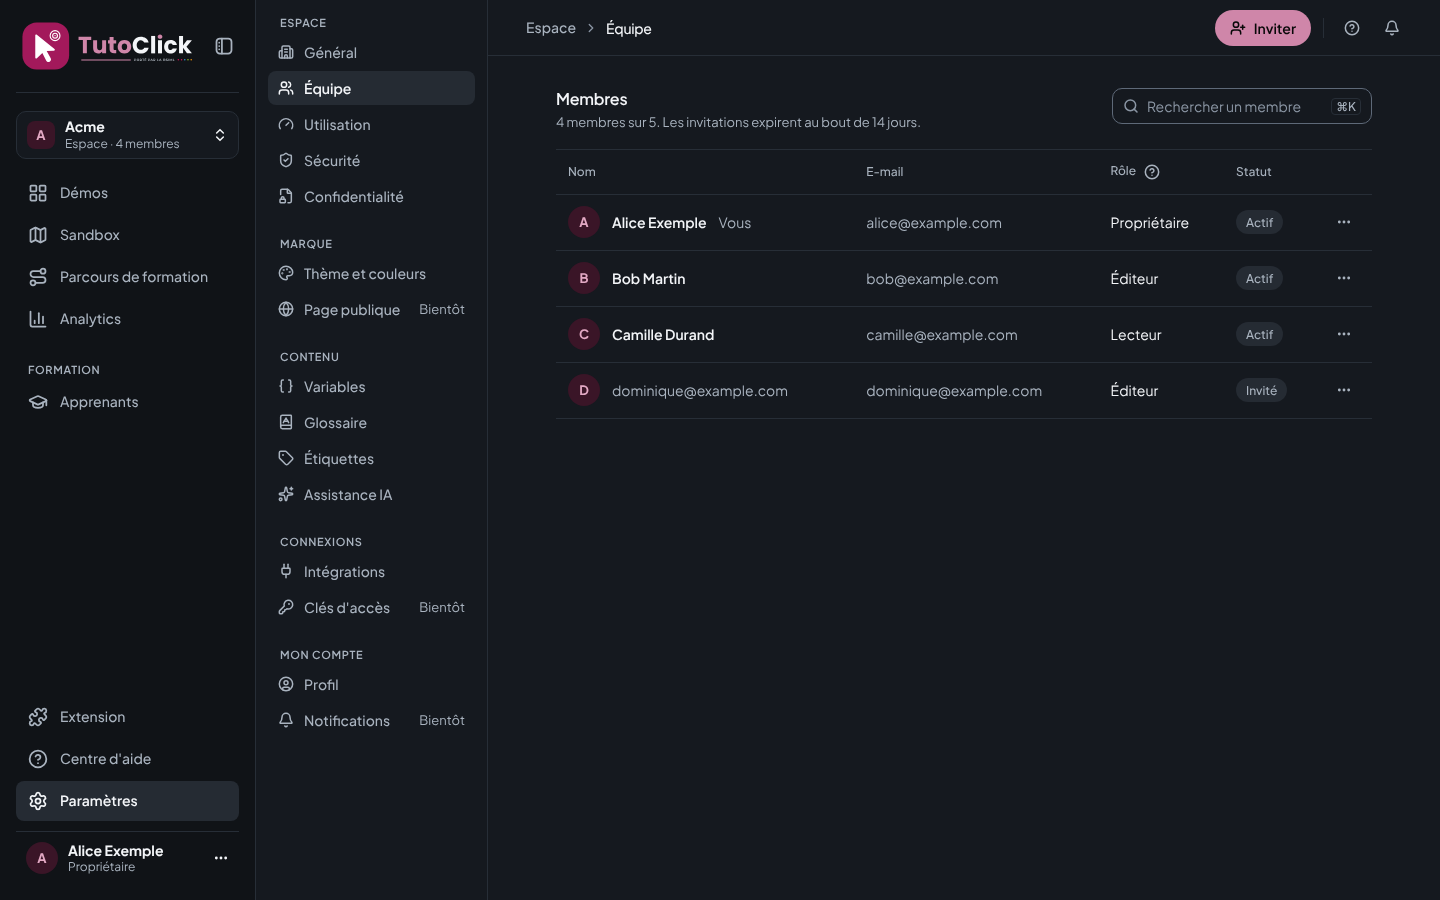 TutoClick
Acme
Espace · 4 membres
Démos
Sandbox
Parcours de formation
Analytics
FORMATION
Apprenants
Extension
Centre d'aide
Paramètres
A
Alice Exemple
Propriétaire
ESPACE
Général
Équipe
Utilisation
Sécurité
Confidentialité
MARQUE
Thème et couleurs
Page publique Bientôt
CONTENU
Variables
Glossaire
Étiquettes
Assistance IA
CONNEXIONS
Intégrations
Clés d'accès Bientôt
MON COMPTE
Profil
Notifications Bientôt
Espace > Équipe
Inviter
Membres
4 membres sur 5. Les invitations expirent au bout de 14 jours.
Rechercher un membre ⌘K
Nom E-mail Rôle Statut
A Alice Exemple Vous alice@example.com Propriétaire Actif
B Bob Martin bob@example.com Éditeur Actif
C Camille Durand camille@example.com Lecteur Actif
D dominique@example.com dominique@example.com Éditeur Invité